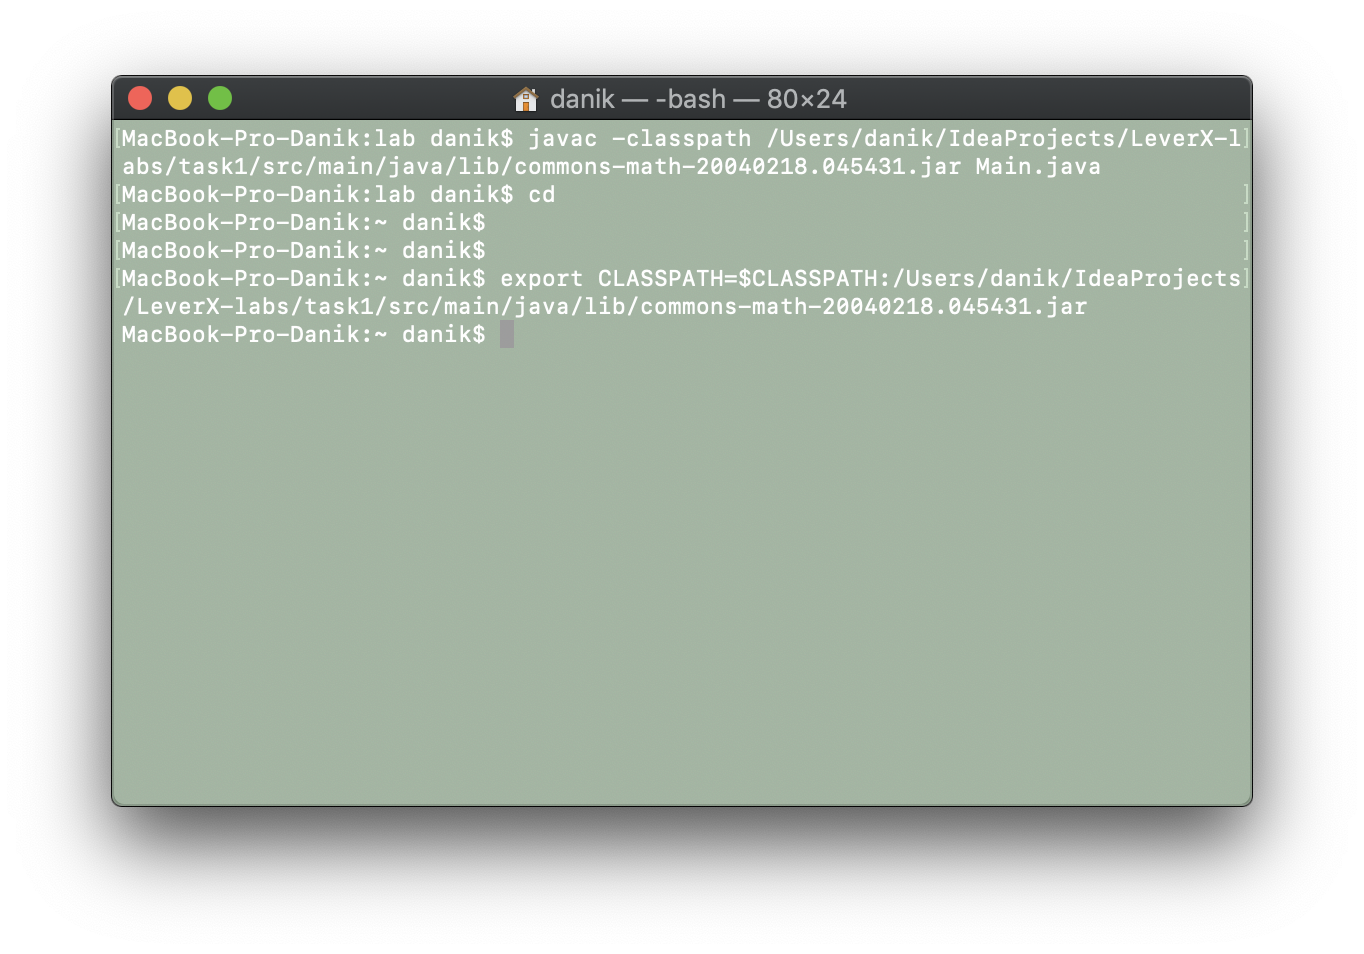 danik — -bash — 80×24
[MacBook-Pro-Danik:lab danik$ javac -classpath /Users/danik/IdeaProjects/LeverX-l]
abs/task1/src/main/java/lib/commons-math-20040218.045431.jar Main.java
[MacBook-Pro-Danik:lab danik$ cd ]
[MacBook-Pro-Danik:~ danik$ ]
[MacBook-Pro-Danik:~ danik$ ]
[MacBook-Pro-Danik:~ danik$ export CLASSPATH=$CLASSPATH:/Users/danik/IdeaProjects]
/LeverX-labs/task1/src/main/java/lib/commons-math-20040218.045431.jar
MacBook-Pro-Danik:~ danik$